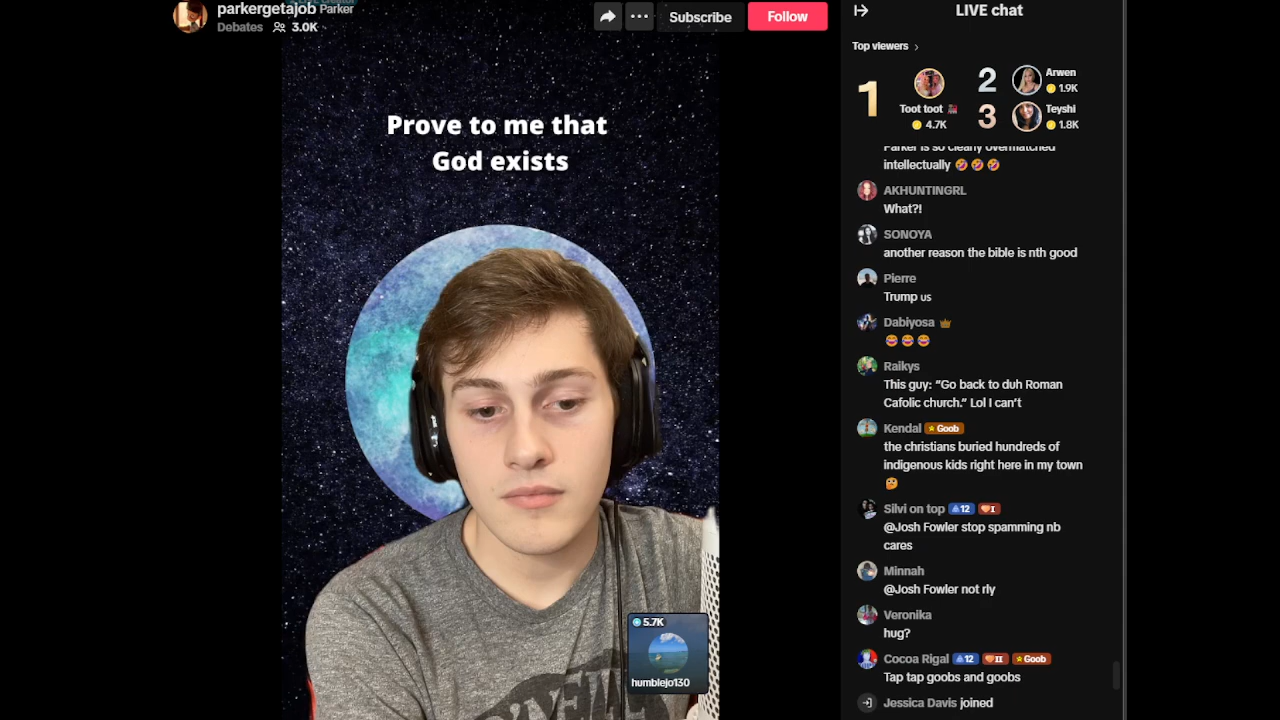 parkergetajob Parker
Debates 3.0K
Subscribe
Follow
LIVE chat
Top viewers
1
Toot toot
4.7K
2
Arwen
1.9K
3
Teyshi
1.8K
Prove to me that
God exists
Parker is so clearly overmatched
intellectually 🤣 🤣 🤣
AKHUNTINGRL
What?!
SONOYA
another reason the bible is nth good
Pierre
Trump us
Dabiyosa
😂 😂 😂
Raikys
This guy: “Go back to duh Roman
Cafolic church.” Lol I can’t
Kendal Goob
the christians buried hundreds of
indigenous kids right here in my town
Silvi on top 12 I
@Josh Fowler stop spamming nb
cares
Minnah
@Josh Fowler not rly
Veronika
hug?
Cocoa Rigal 12 II Goob
Tap tap goobs and goobs
Jessica Davis joined
5.7K
humblejo130